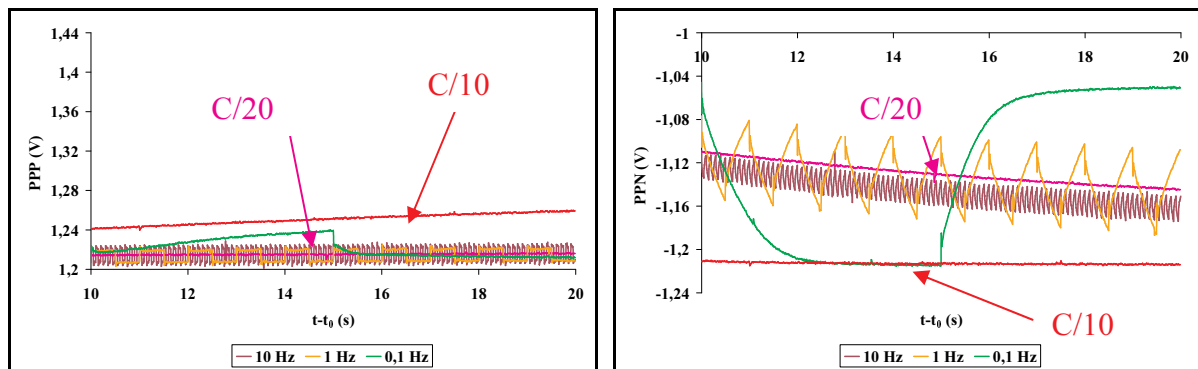 1,44
1,4
1,36
1,32
1,28
1,24
1,2
PPP (V)
C/20
C/10
10 12 14 16 18 20
t-t0 (s)
10 Hz 1 Hz 0,1 Hz
-1
-1,04
-1,08
-1,12
-1,16
-1,2
-1,24
PPN (V)
10 12 14 16 18 20
C/20
t-t0 (s)
C/10
10 Hz 1 Hz 0,1 Hz